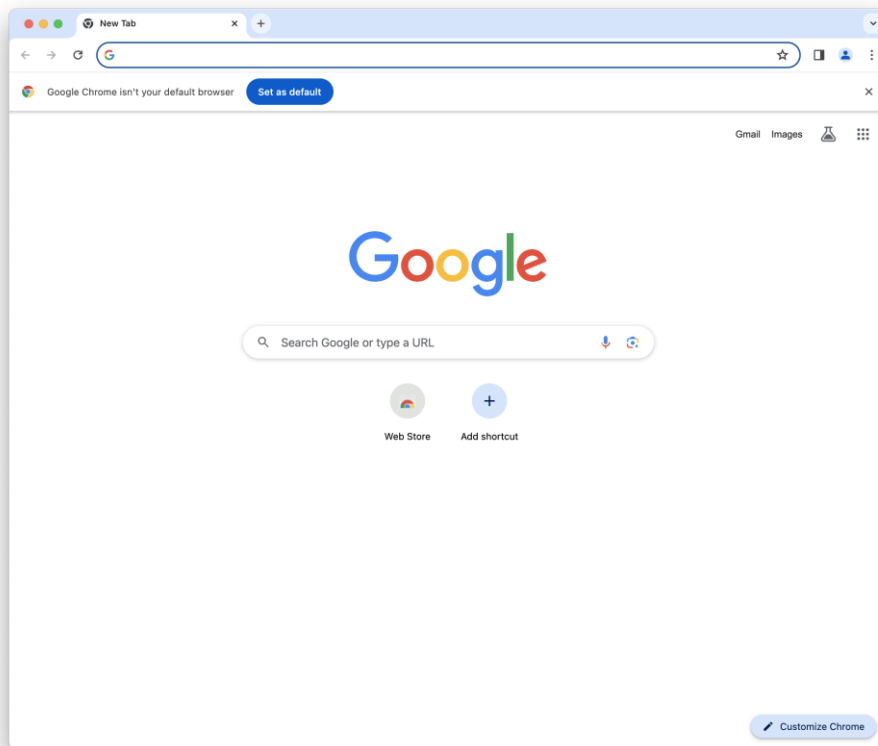 New Tab
Google Chrome isn't your default browser Set as default
Gmail Images
Google
Search Google or type a URL
Web Store Add shortcut
Customize Chrome